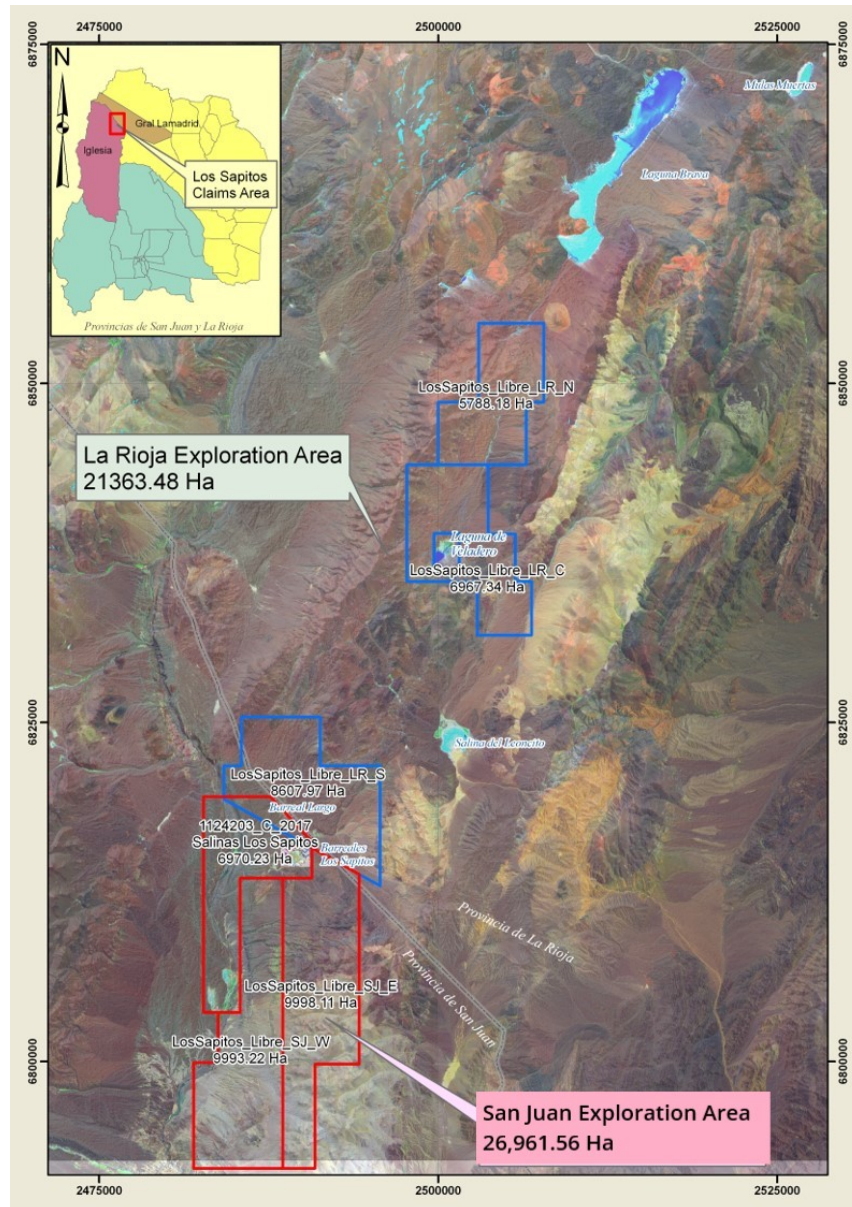 2475000
2500000
2525000
6875000
6875000
N
Gral Lamadrid
Iglesia
Los Sapitos
Claims Area
Provincias de San Juan y La Rioja
Mulas Muertas
Laguna Brava
6850000
6850000
LosSapitos_Libre_LR_N
5788.18 Ha
La Rioja Exploration Area
21363.48 Ha
Laguna de
Veladero
LosSapitos_Libre_LR_C
6967.34 Ha
6825000
6825000
Salina del Leoncito
LosSapitos_Libre_LR_S
8607.97 Ha
Barreal Largo
1124203_C_2017
Salinas Los Sapitos
6970.23 Ha
Barreales
Los Sapitos
Provincia de La Rioja
Provincia de San Juan
LosSapitos_Libre_SJ_E
9998.11 Ha
LosSapitos_Libre_SJ_W
9993.22 Ha
6800000
6800000
San Juan Exploration Area
26,961.56 Ha
2475000
2500000
2525000